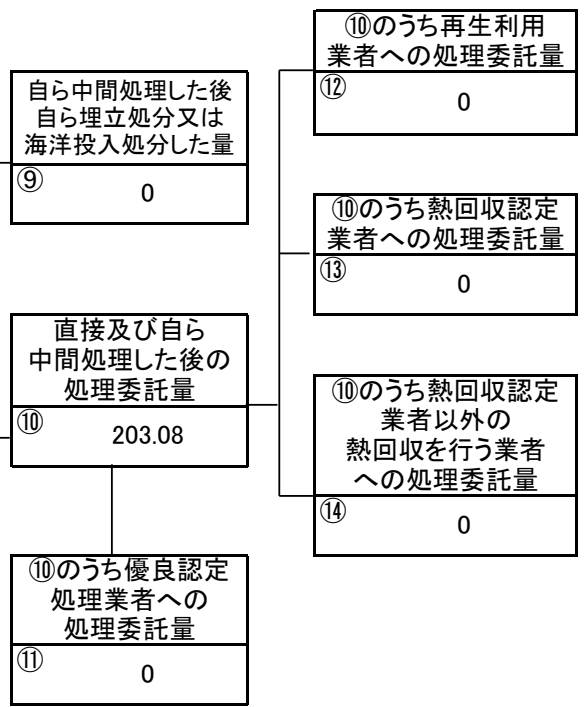 自ら中間処理した後
自ら埋立処分又は
海洋投入処分した量
⑨
0
直接及び自ら
中間処理した後の
処理委託量
⑩
203.08
⑩のうち優良認定
処理業者への
処理委託量
⑪
0
⑩のうち再生利用
業者への処理委託量
⑫
0
⑩のうち熱回収認定
業者への処理委託量
⑬
0
⑩のうち熱回収認定
業者以外の
熱回収を行う業者
への処理委託量
⑭
0